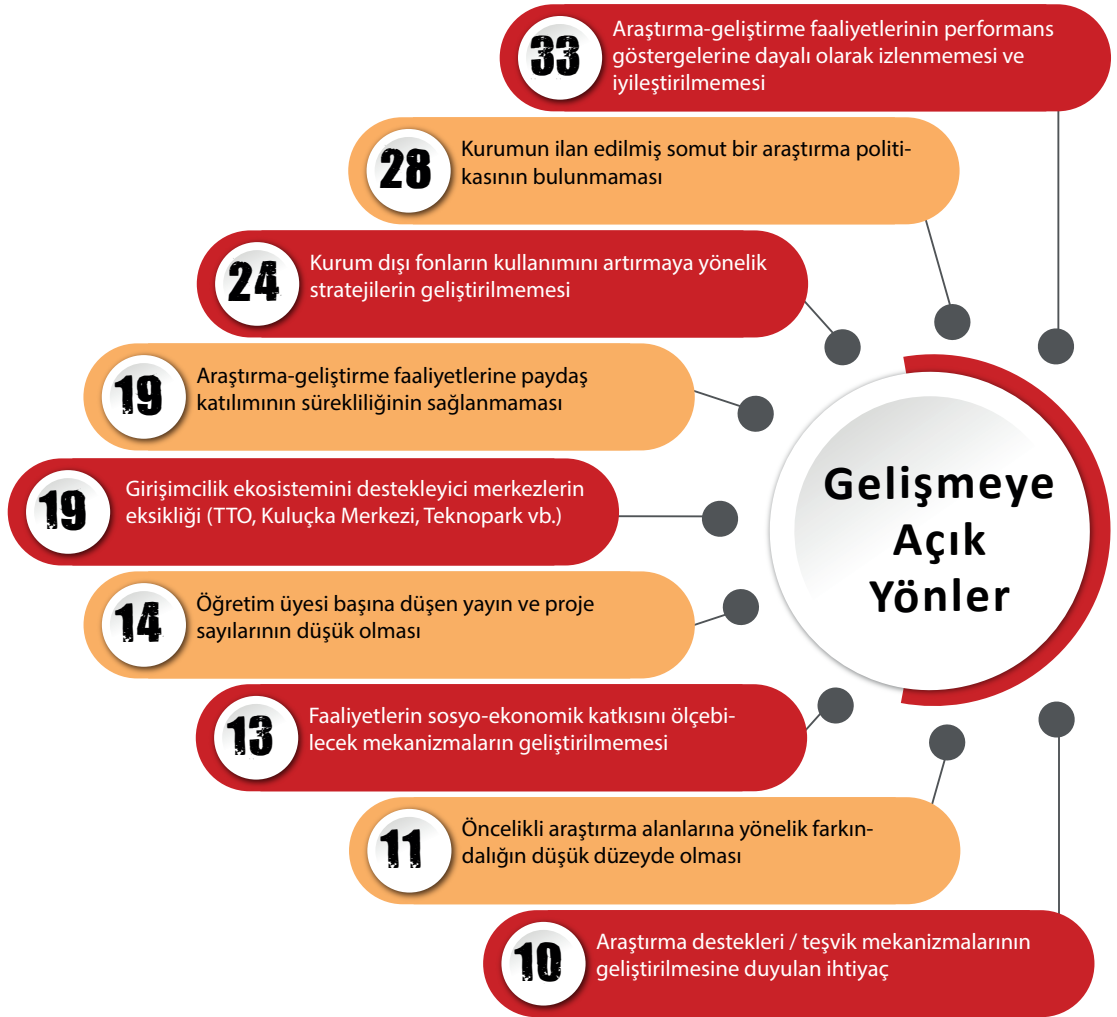 33
Araştırma-geliştirme faaliyetlerinin performans
göstergelerine dayalı olarak izlenmemesi ve
iyileştirilmemesi
28
Kurumun ilan edilmiş somut bir araştırma politi-
kasının bulunmaması
24
Kurum dışı fonların kullanımını artırmaya yönelik
stratejilerin geliştirilmemesi
19
Araştırma-geliştirme faaliyetlerine paydaş
katılımının sürekliliğinin sağlanmaması
19
Girişimcilik ekosistemini destekleyici merkezlerin
eksikliği (TTO, Kuluçka Merkezi, Teknopark vb.)
14
Öğretim üyesi başına düşen yayın ve proje
sayılarının düşük olması
13
Faaliyetlerin sosyo-ekonomik katkısını ölçebi-
lecek mekanizmaların geliştirilmemesi
11
Öncelikli araştırma alanlarına yönelik farkın-
dalığın düşük düzeyde olması
10
Araştırma destekleri / teşvik mekanizmalarının
geliştirilmesine duyulan ihtiyaç
Gelişmeye
Açık
Yönler